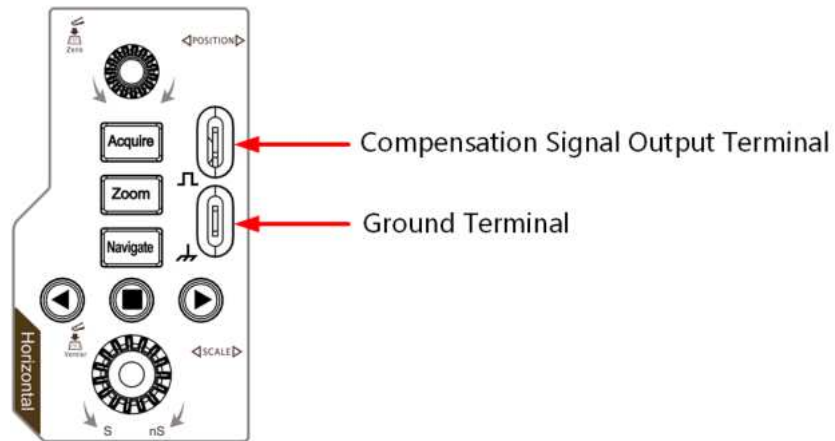 Zero
◁POSITION▷
Acquire
Compensation Signal Output Terminal
Zoom
Ground Terminal
Navigate
Vernier
◁SCALE▷
Horizontal
S nS